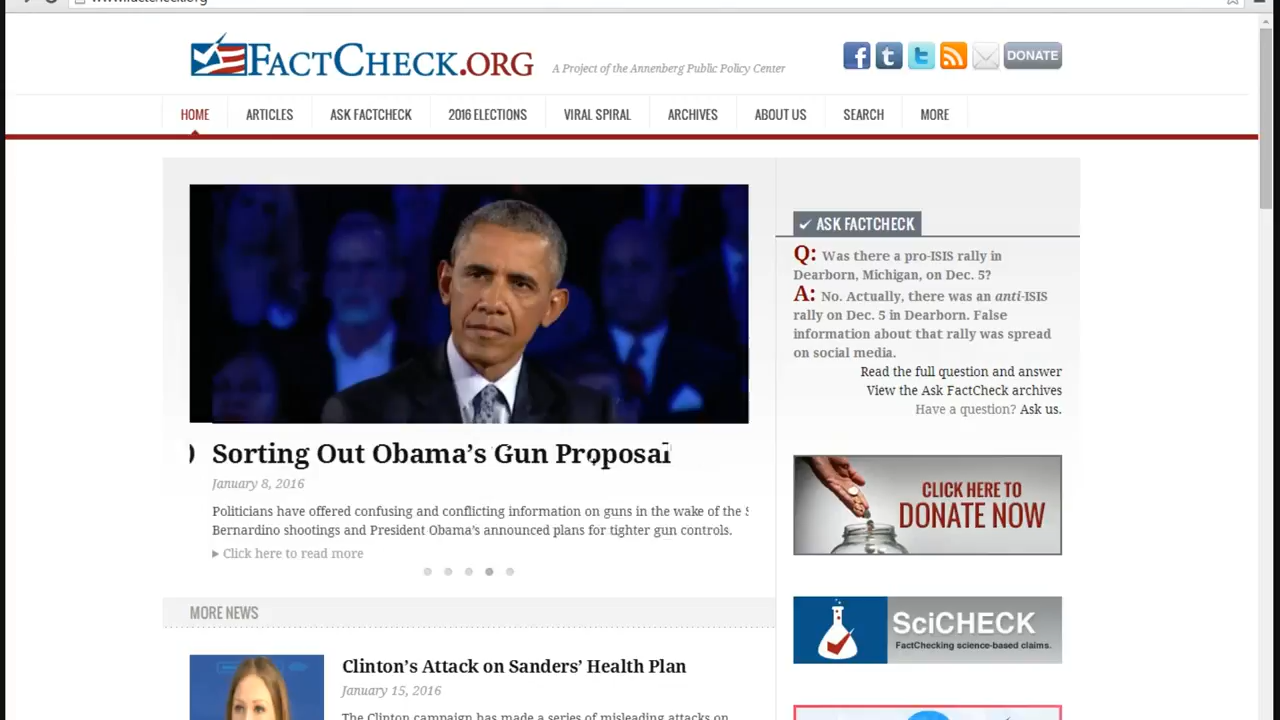 www.factcheck.org
FACTCHECK.ORG
A Project of the Annenberg Public Policy Center
DONATE
HOME
ARTICLES
ASK FACTCHECK
2016 ELECTIONS
VIRAL SPIRAL
ARCHIVES
ABOUT US
SEARCH
MORE
Sorting Out Obama's Gun Proposal
January 8, 2016
Politicians have offered confusing and conflicting information on guns in the wake of the S
Bernardino shootings and President Obama's announced plans for tighter gun controls.
Click here to read more
MORE NEWS
Clinton's Attack on Sanders' Health Plan
January 15, 2016
The Clinton campaign has made a series of misleading attacks on
ASK FACTCHECK
Q: Was there a pro-ISIS rally in
Dearborn, Michigan, on Dec. 5?
A: No. Actually, there was an anti-ISIS
rally on Dec. 5 in Dearborn. False
information about that rally was spread
on social media.
Read the full question and answer
View the Ask FactCheck archives
Have a question? Ask us.
CLICK HERE TO
DONATE NOW
SciCHECK
FactChecking science-based claims.